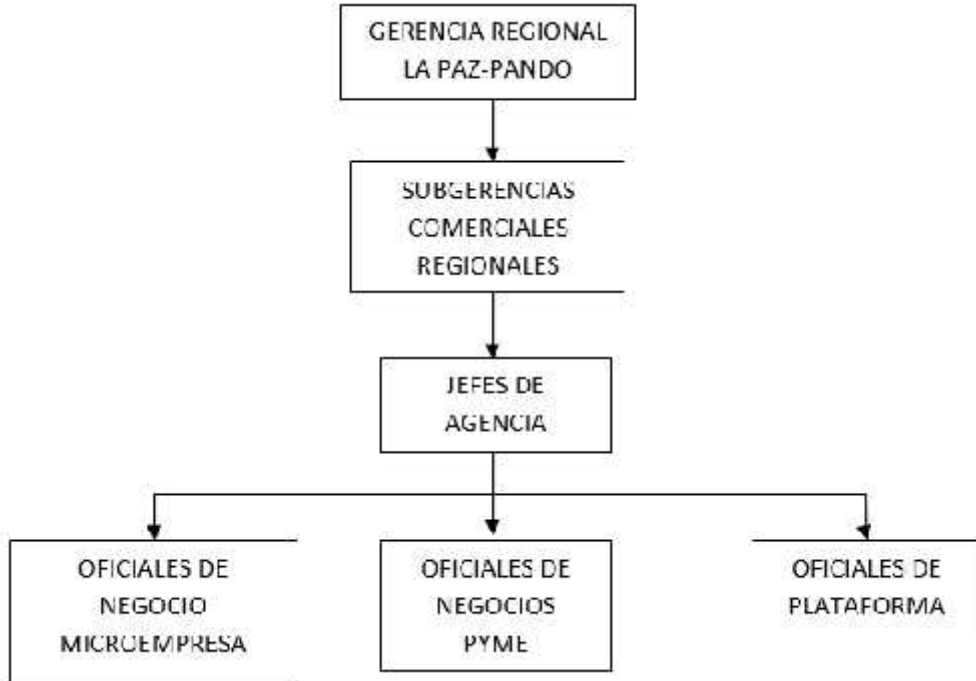 GERENCIA REGIONAL
LA PAZ-PANDO
SUBGERENCIAS
COMERCIALES
REGIONALES
JEFES DE
AGENCIA
OFICIALES DE
NEGOCIO
MICROEMPRESA
OFICIALES DE
NEGOCIOS
PYME
OFICIALES DE
PLATAFORMA